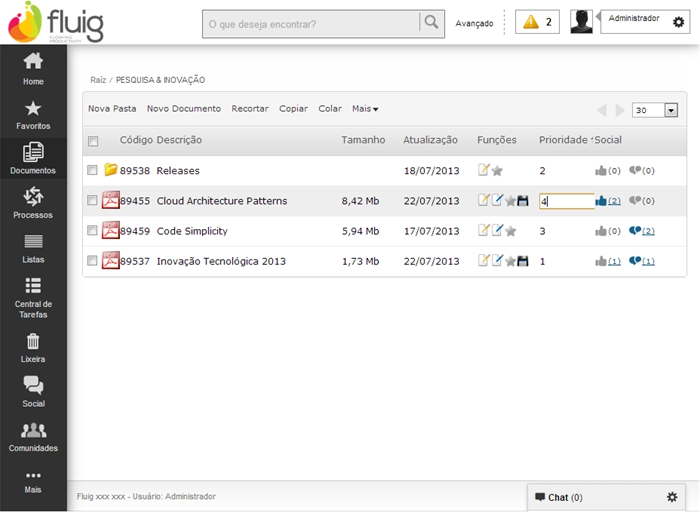 fluig
FLOWING
PRODUCTIVITY
O que deseja encontrar?
Avançado
2
Administrador
Home
Favoritos
Documentos
Processos
Listas
Central de
Tarefas
Lixeira
Social
Comunidades
Mais
Raiz / PESQUISA & INOVAÇÃO
Nova Pasta Novo Documento Recortar Copiar Colar Mais
30
Código Descrição Tamanho Atualização Funções Prioridade Social
89538 Releases 18/07/2013 2 (0) (0)
89455 Cloud Architecture Patterns 8,42 Mb 22/07/2013 4 (2) (0)
89459 Code Simplicity 5,94 Mb 17/07/2013 3 (0) (2)
89537 Inovação Tecnológica 2013 1,73 Mb 22/07/2013 1 (1) (1)
Fluig xxx xxx - Usuário: Administrador
Chat (0)